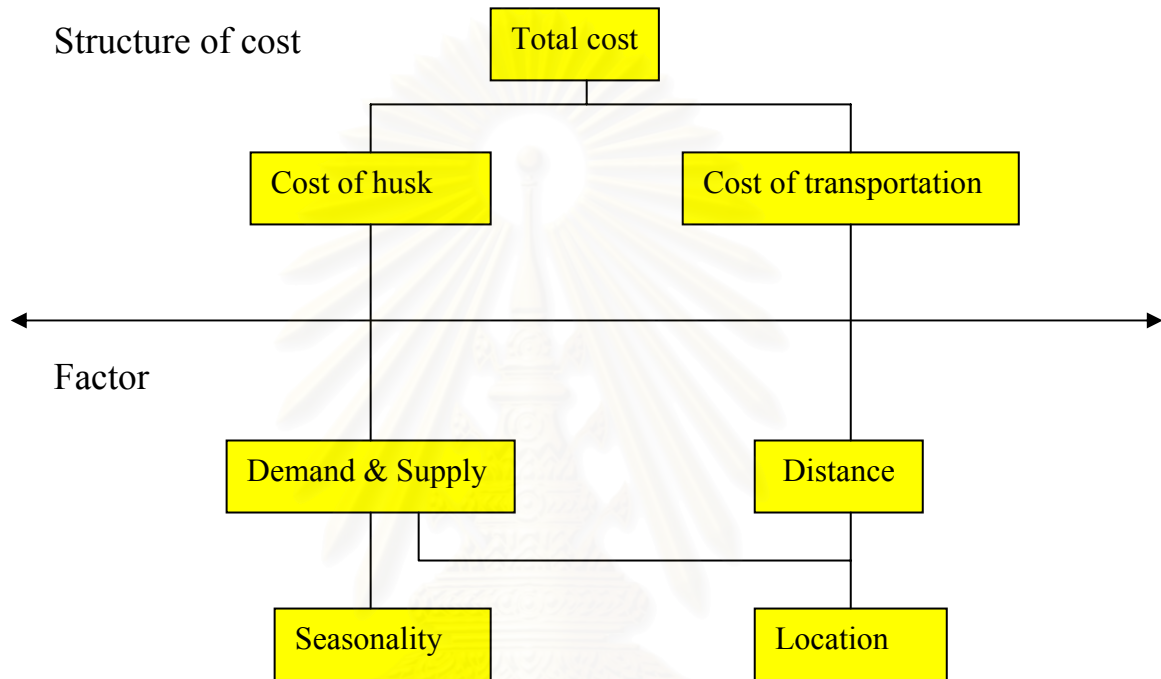 Structure of cost
Total cost
Cost of husk
Cost of transportation
Factor
Demand & Supply
Distance
Seasonality
Location